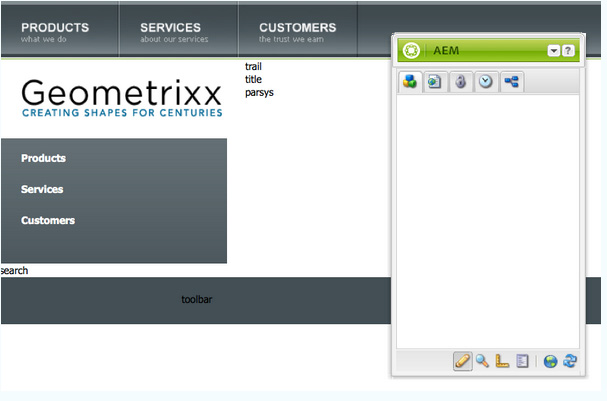 PRODUCTS
what we do
SERVICES
about our services
CUSTOMERS
the trust we earn
AEM
?
trail
title
parsys
Geometrixx
CREATING SHAPES FOR CENTURIES
Products
Services
Customers
search
toolbar